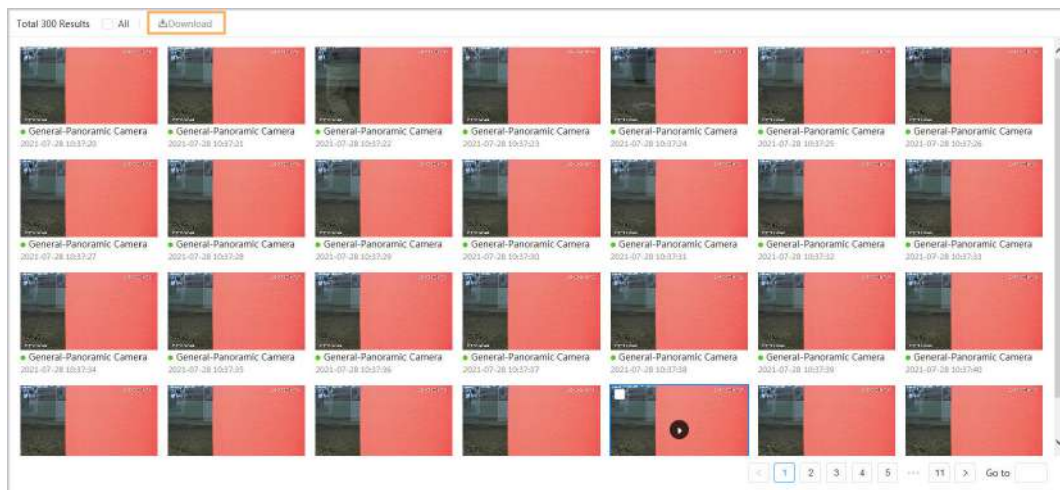 Total 300 Results All Download
General-Panoramic Camera General-Panoramic Camera General-Panoramic Camera General-Panoramic Camera General-Panoramic Camera General-Panoramic Camera General-Panoramic Camera
2021-07-28 10:37:20 2021-07-28 10:37:21 2021-07-28 10:37:22 2021-07-28 10:37:23 2021-07-28 10:37:24 2021-07-28 10:37:25 2021-07-28 10:37:26
General-Panoramic Camera General-Panoramic Camera General-Panoramic Camera General-Panoramic Camera General-Panoramic Camera General-Panoramic Camera General-Panoramic Camera
2021-07-28 10:37:27 2021-07-28 10:37:28 2021-07-28 10:37:29 2021-07-28 10:37:30 2021-07-28 10:37:31 2021-07-28 10:37:32 2021-07-28 10:37:33
General-Panoramic Camera General-Panoramic Camera General-Panoramic Camera General-Panoramic Camera General-Panoramic Camera General-Panoramic Camera General-Panoramic Camera
2021-07-28 10:37:34 2021-07-28 10:37:35 2021-07-28 10:37:36 2021-07-28 10:37:37 2021-07-28 10:37:38 2021-07-28 10:37:39 2021-07-28 10:37:40
< 1 2 3 4 5 ... 11 > Go to